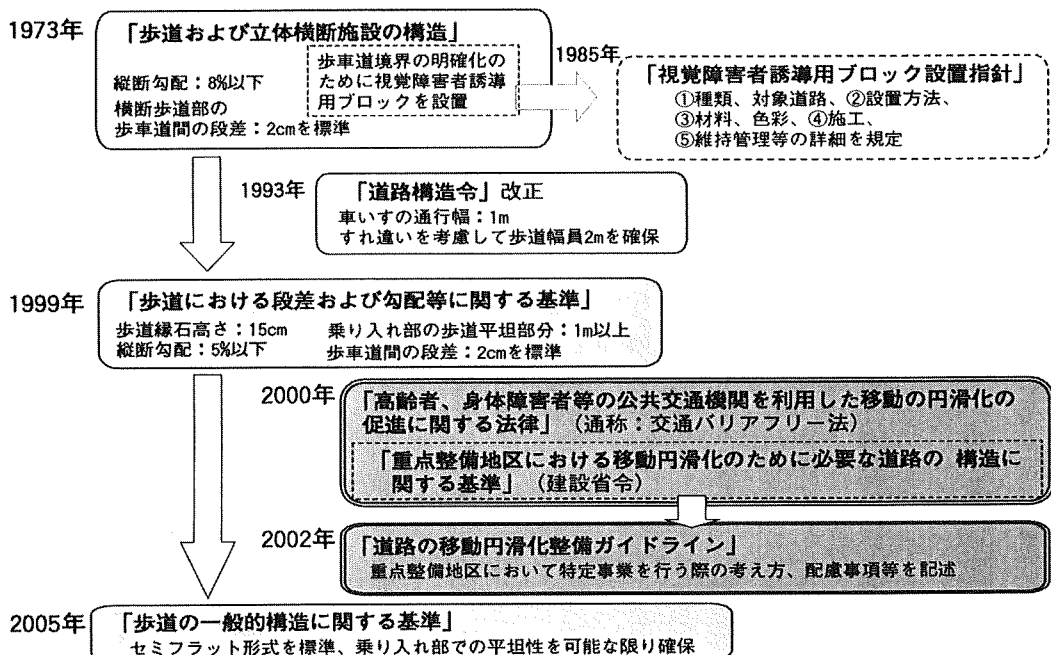 1973年
「歩道および立体横断施設の構造」
縦断勾配：8%以下
横断歩道部の
歩車道間の段差：2cmを標準
歩車道境界の明確化の
ために視覚障害者誘導
用ブロックを設置
1985年
「視覚障害者誘導用ブロック設置指針」
①種類、対象道路、②設置方法、
③材料、色彩、④施工、
⑤維持管理等の詳細を規定
1993年
「道路構造令」改正
車いすの通行幅：1m
すれ違いを考慮して歩道幅員2mを確保
1999年
「歩道における段差および勾配等に関する基準」
歩道縁石高さ：15cm
縦断勾配：5%以下
乗り入れ部の歩道平坦部分：1m以上
歩車道間の段差：2cmを標準
2000年
「高齢者、身体障害者等の公共交通機関を利用した移動の円滑化の
促進に関する法律」（通称：交通バリアフリー法）
「重点整備地区における移動円滑化のために必要な道路の 構造に
関する基準」（建設省令）
2002年
「道路の移動円滑化整備ガイドライン」
重点整備地区において特定事業を行う際の考え方、配慮事項等を記述
2005年
「歩道の一般的構造に関する基準」
セミフラット形式を標準、乗り入れ部での平坦性を可能な限り確保